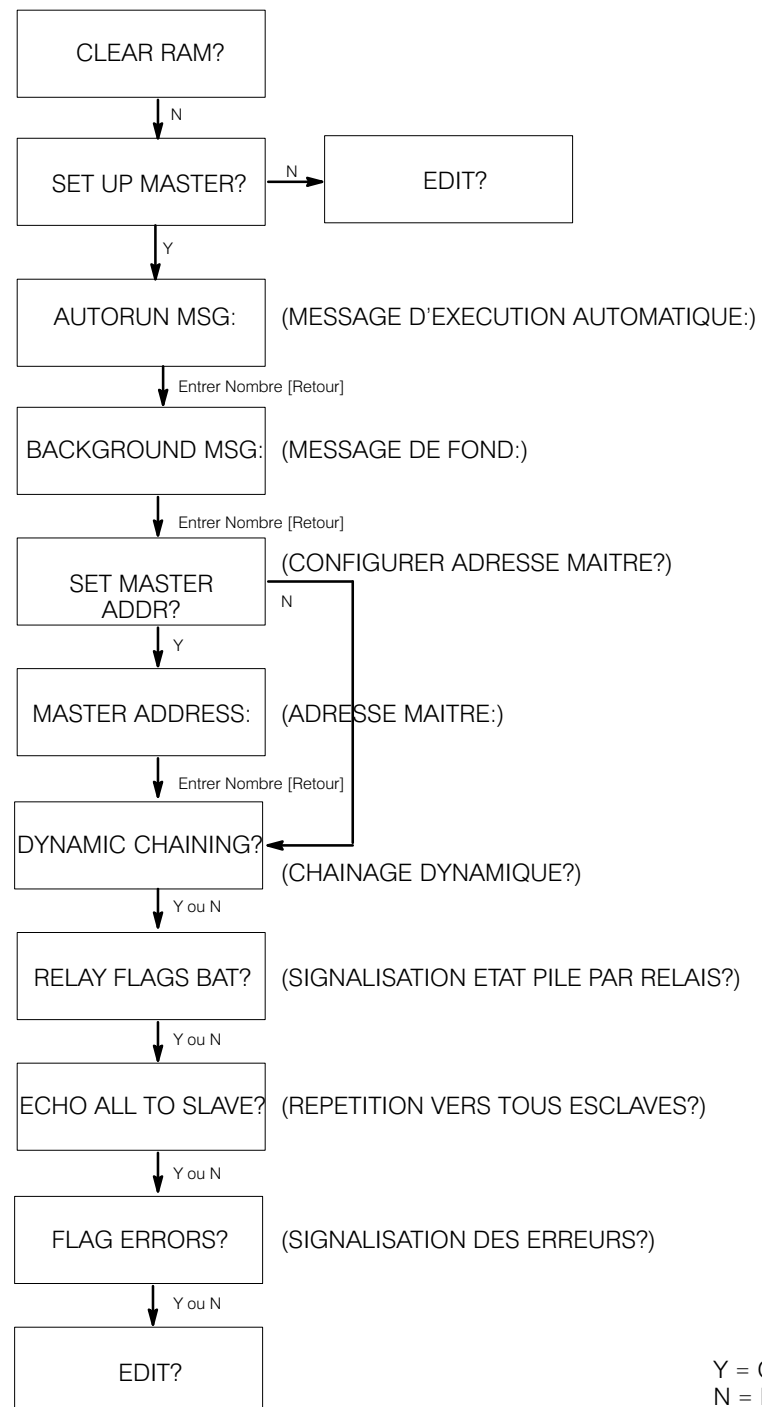 CLEAR RAM?
N
SET UP MASTER?
N
EDIT?
Y
AUTORUN MSG:
(MESSAGE D'EXECUTION AUTOMATIQUE:)
Entrer Nombre [Retour]
BACKGROUND MSG:
(MESSAGE DE FOND:)
Entrer Nombre [Retour]
(CONFIGURER ADRESSE MAITRE?)
SET MASTER
ADDR?
N
Y
MASTER ADDRESS:
(ADRESSE MAITRE:)
Entrer Nombre [Retour]
DYNAMIC CHAINING?
(CHAINAGE DYNAMIQUE?)
Y ou N
RELAY FLAGS BAT?
(SIGNALISATION ETAT PILE PAR RELAIS?)
Y ou N
ECHO ALL TO SLAVE?
(REPETITION VERS TOUS ESCLAVES?)
Y ou N
FLAG ERRORS?
(SIGNALISATION DES ERREURS?)
Y ou N
EDIT?
Y =
N =